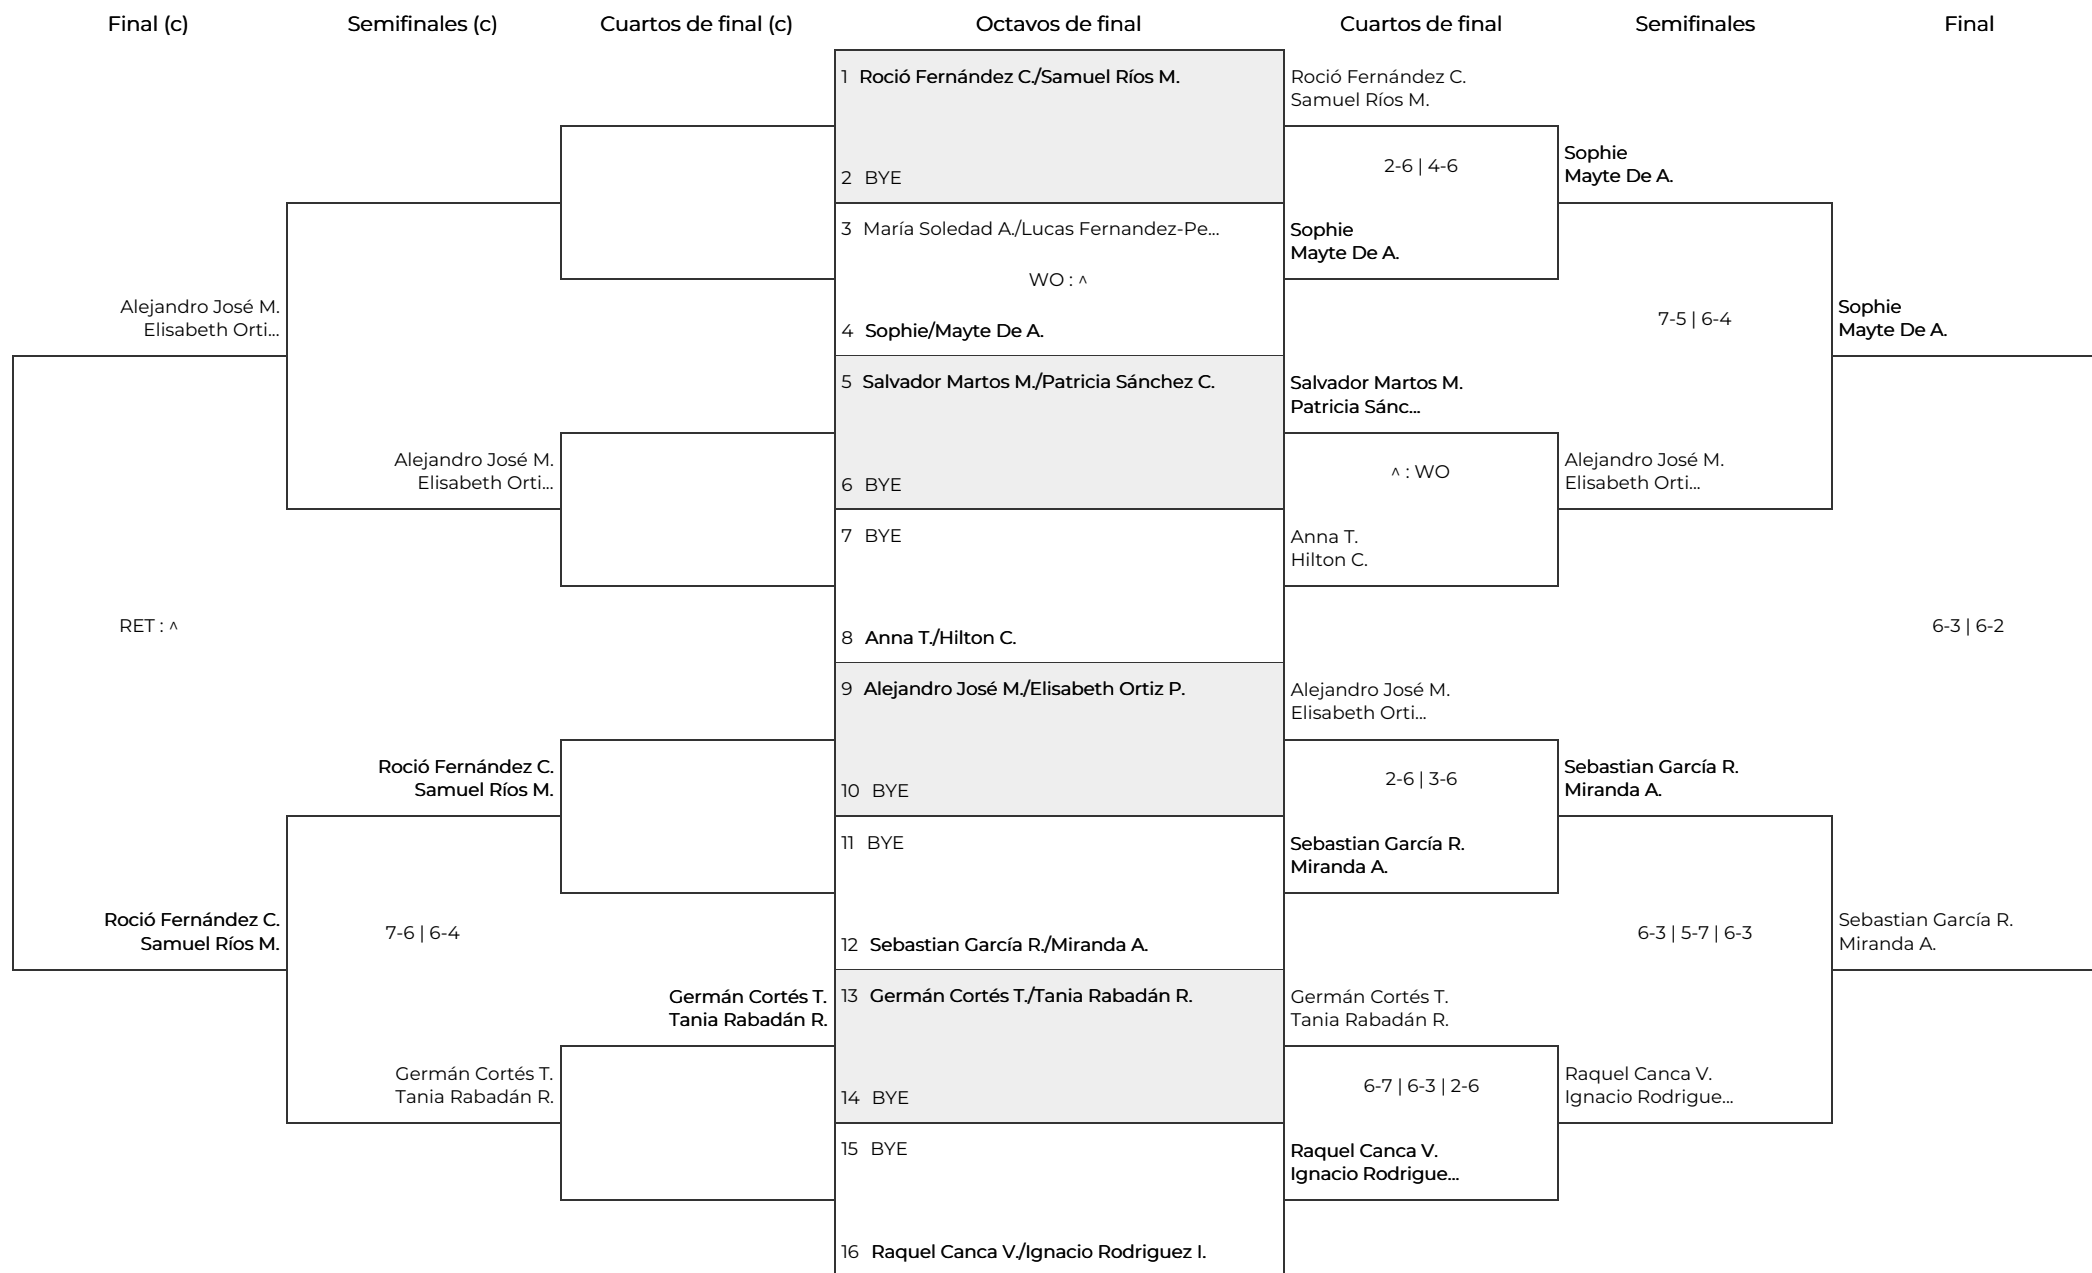 Final (c)
Semifinales (c)
Cuartos de final (c)
Octavos de final
Cuartos de final
Semifinales
Final
Alejandro José M.
Elisabeth Orti...
RET : ^
Roció Fernández C.
Samuel Ríos M.
Alejandro José M.
Elisabeth Orti...
Roció Fernández C.
Samuel Ríos M.
7-6 | 6-4
Germán Cortés T.
Tania Rabadán R.
Germán Cortés T.
Tania Rabadán R.
1 Roció Fernández C./Samuel Ríos M.
2 BYE
3 María Soledad A./Lucas Fernandez-Pe...
WO : ^
4 Sophie/Mayte De A.
5 Salvador Martos M./Patricia Sánchez C.
6 BYE
7 BYE
8 Anna T./Hilton C.
9 Alejandro José M./Elisabeth Ortiz P.
10 BYE
11 BYE
12 Sebastian García R./Miranda A.
13 Germán Cortés T./Tania Rabadán R.
14 BYE
15 BYE
16 Raquel Canca V./Ignacio Rodriguez I.
Roció Fernández C.
Samuel Ríos M.
2-6 | 4-6
Sophie
Mayte De A.
Salvador Martos M.
Patricia Sánc...
^ : WO
Anna T.
Hilton C.
Alejandro José M.
Elisabeth Orti...
2-6 | 3-6
Sebastian García R.
Miranda A.
Germán Cortés T.
Tania Rabadán R.
6-7 | 6-3 | 2-6
Raquel Canca V.
Ignacio Rodrigue...
Sophie
Mayte De A.
7-5 | 6-4
Alejandro José M.
Elisabeth Orti...
Sebastian García R.
Miranda A.
6-3 | 5-7 | 6-3
Raquel Canca V.
Ignacio Rodrigue...
Sophie
Mayte De A.
6-3 | 6-2
Sebastian García R.
Miranda A.